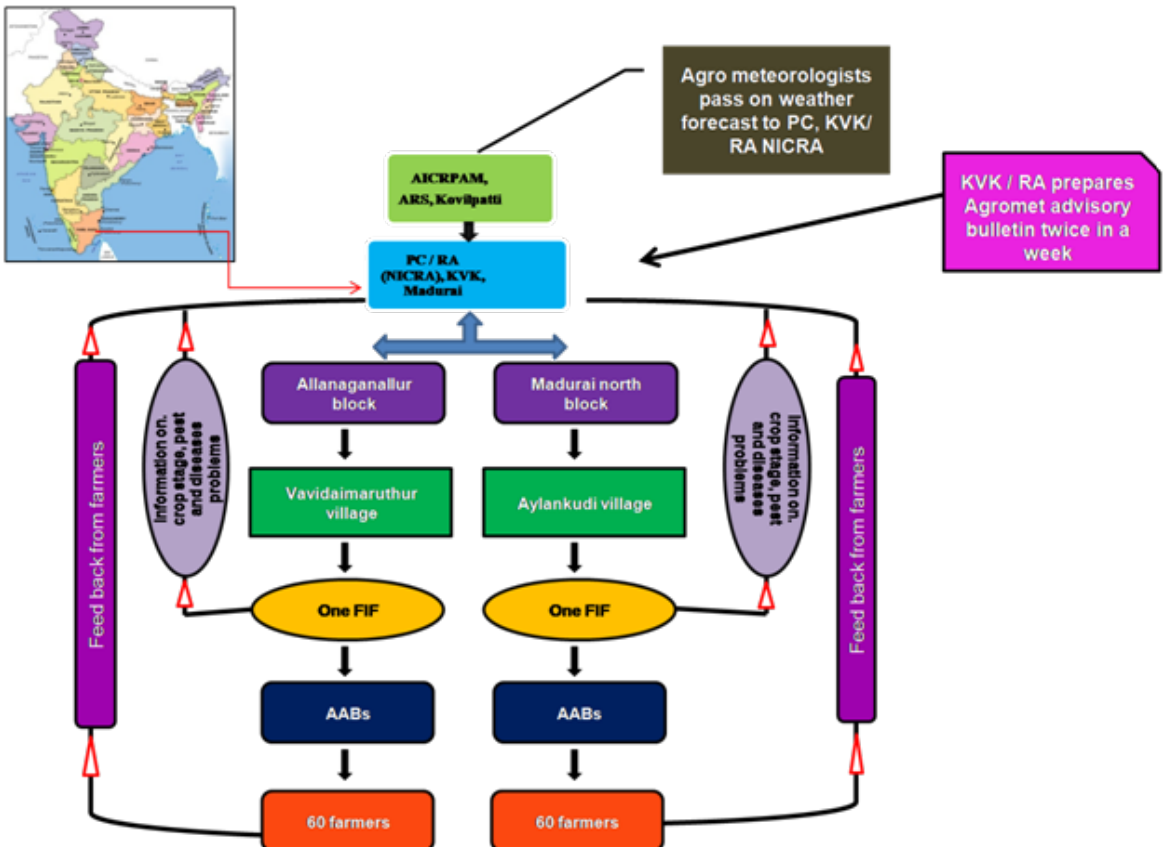 Agro meteorologists
pass on weather
forecast to PC, KVK/
RA NICRA
AICRPAM,
ARS, Kovilpatti
KVK / RA prepares
Agromet advisory
bulletin twice in a
week
PC / RA
(NICRA), KVK,
Madurai
Allanaganallur
block
Madurai north
block
Vavidaimaruthur
village
Aylankudi village
One FIF
One FIF
AABs
AABs
60 farmers
60 farmers
Feed back from farmers
Information on.
crop stage, pest
and diseases
problems
Information on.
crop stage, pest
and diseases
problems
Feed back from farmers